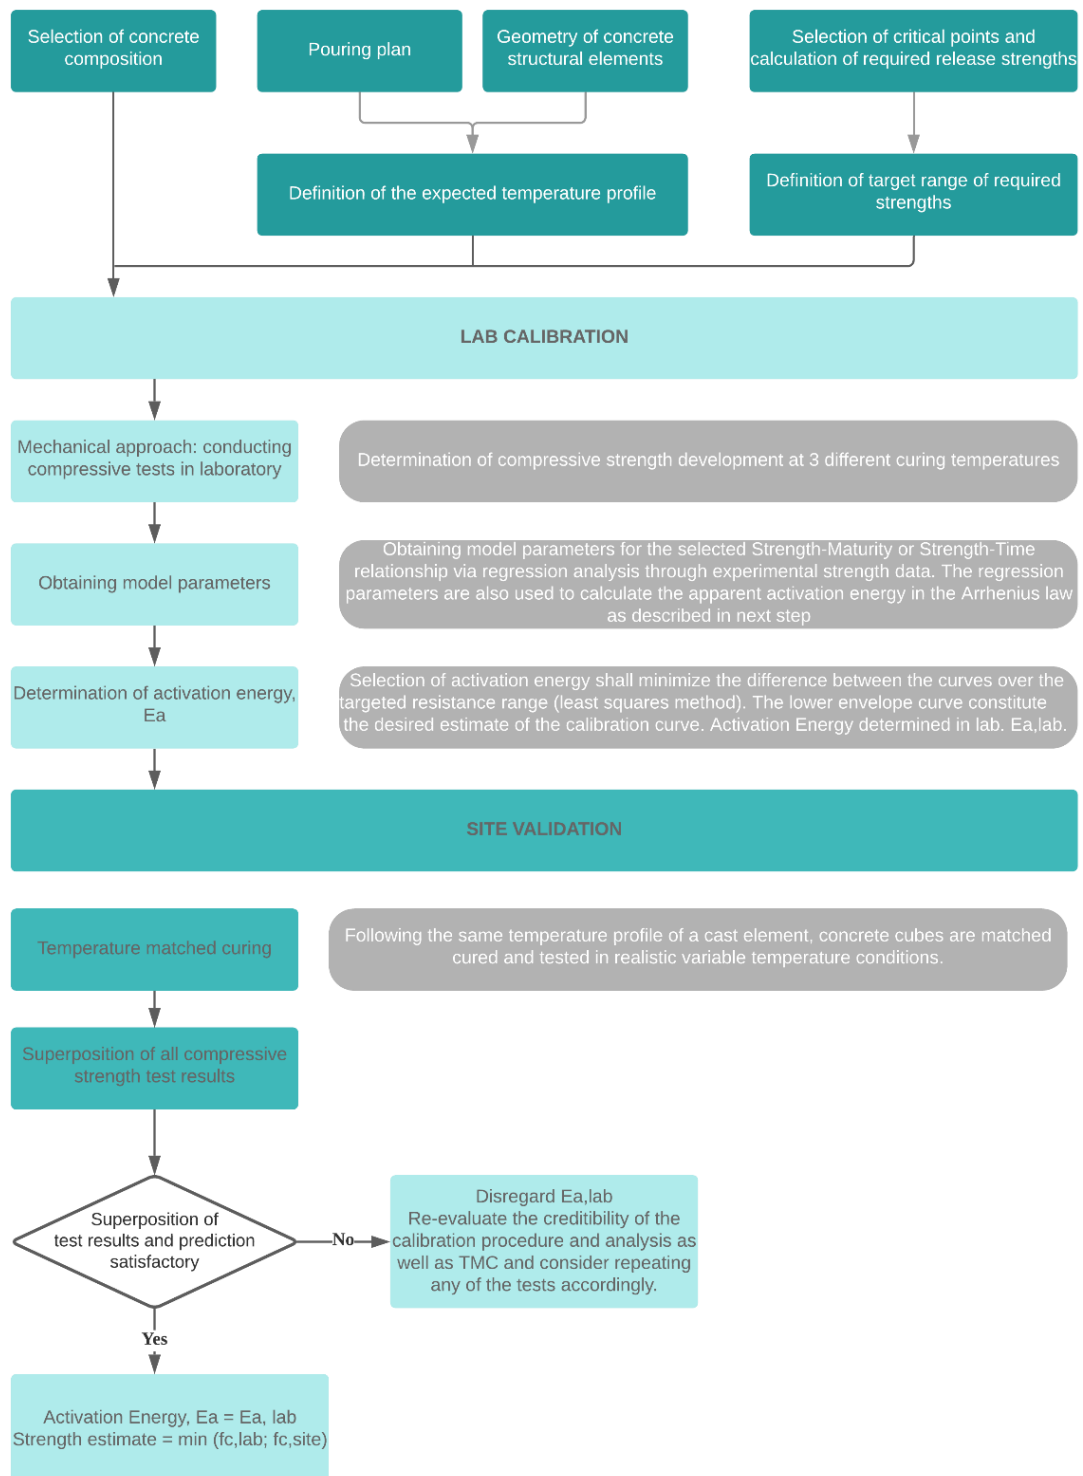 Selection of concrete
composition
Pouring plan
Geometry of concrete
structural elements
Selection of critical points and
calculation of required release strengths
Definition of the expected temperature profile
Definition of target range of required
strengths
LAB CALIBRATION
Mechanical approach: conducting
compressive tests in laboratory
Determination of compressive strength development at 3 different curing temperatures
Obtaining model parameters
Obtaining model parameters for the selected Strength-Maturity or Strength-Time
relationship via regression analysis through experimental strength data. The regression
parameters are also used to calculate the apparent activation energy in the Arrhenius law
as described in next step
Determination of activation energy,
Ea
Selection of activation energy shall minimize the difference between the curves over the
targeted resistance range (least squares method). The lower envelope curve constitute
the desired estimate of the calibration curve. Activation Energy determined in lab. Ea,lab.
SITE VALIDATION
Temperature matched curing
Following the same temperature profile of a cast element, concrete cubes are matched
cured and tested in realistic variable temperature conditions.
Superposition of all compressive
strength test results
Superposition of
test results and prediction
satisfactory
No
Disregard Ea,lab
Re-evaluate the creditibility of the
calibration procedure and analysis as
well as TMC and consider repeating
any of the tests accordingly.
Yes
Activation Energy, Ea = Ea, lab
Strength estimate = min (fc,lab; fc,site)